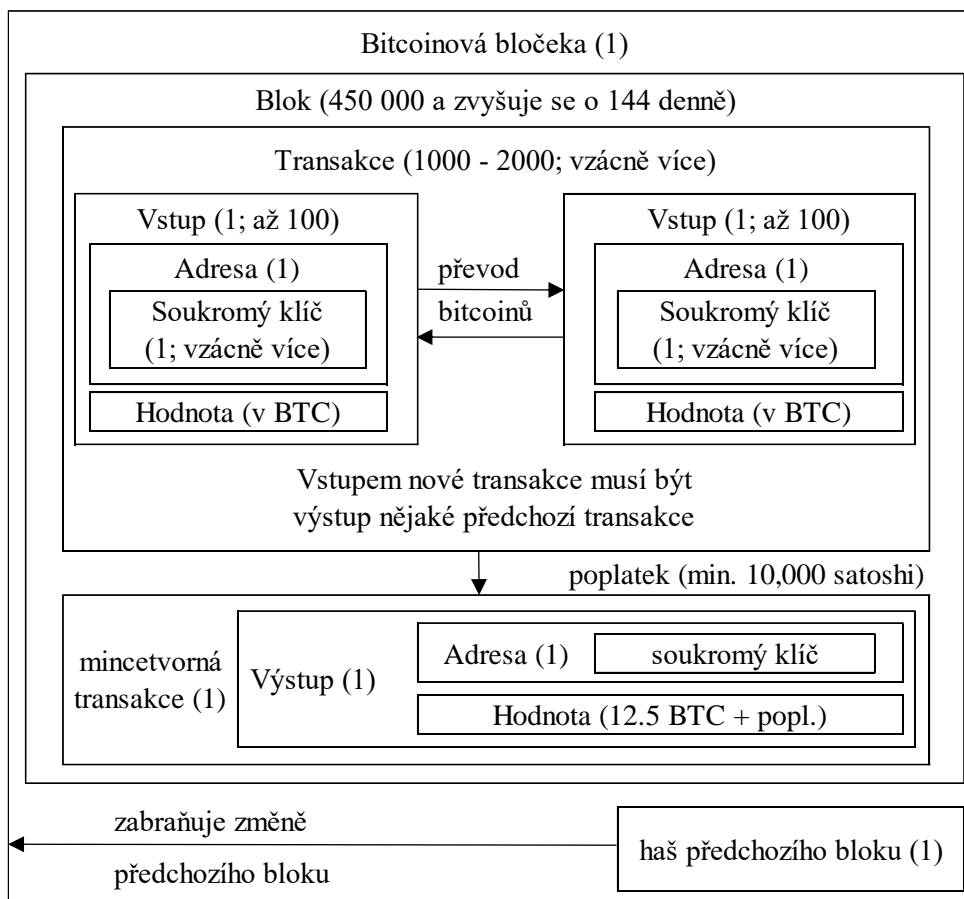 Bitcoinová bločeka (1)
Blok (450 000 a zvyšuje se o 144 denně)
Transakce (1000 - 2000; vzácně více)
Vstup (1; až 100)
Adresa (1)
Soukromý klíč
(1; vzácně více)
Hodnota (v BTC)
převod
bitcoinů
Vstup (1; až 100)
Adresa (1)
Soukromý klíč
(1; vzácně více)
Hodnota (v BTC)
Vstupem nové transakce musí být
výstup nějaké předchozí transakce
poplatek (min. 10,000 satoshi)
mincetvorná
transakce (1)
Výstup (1)
Adresa (1)
soukromý klíč
Hodnota (12.5 BTC + popl.)
zabraňuje změně
předchozího bloku
haš předchozího bloku (1)